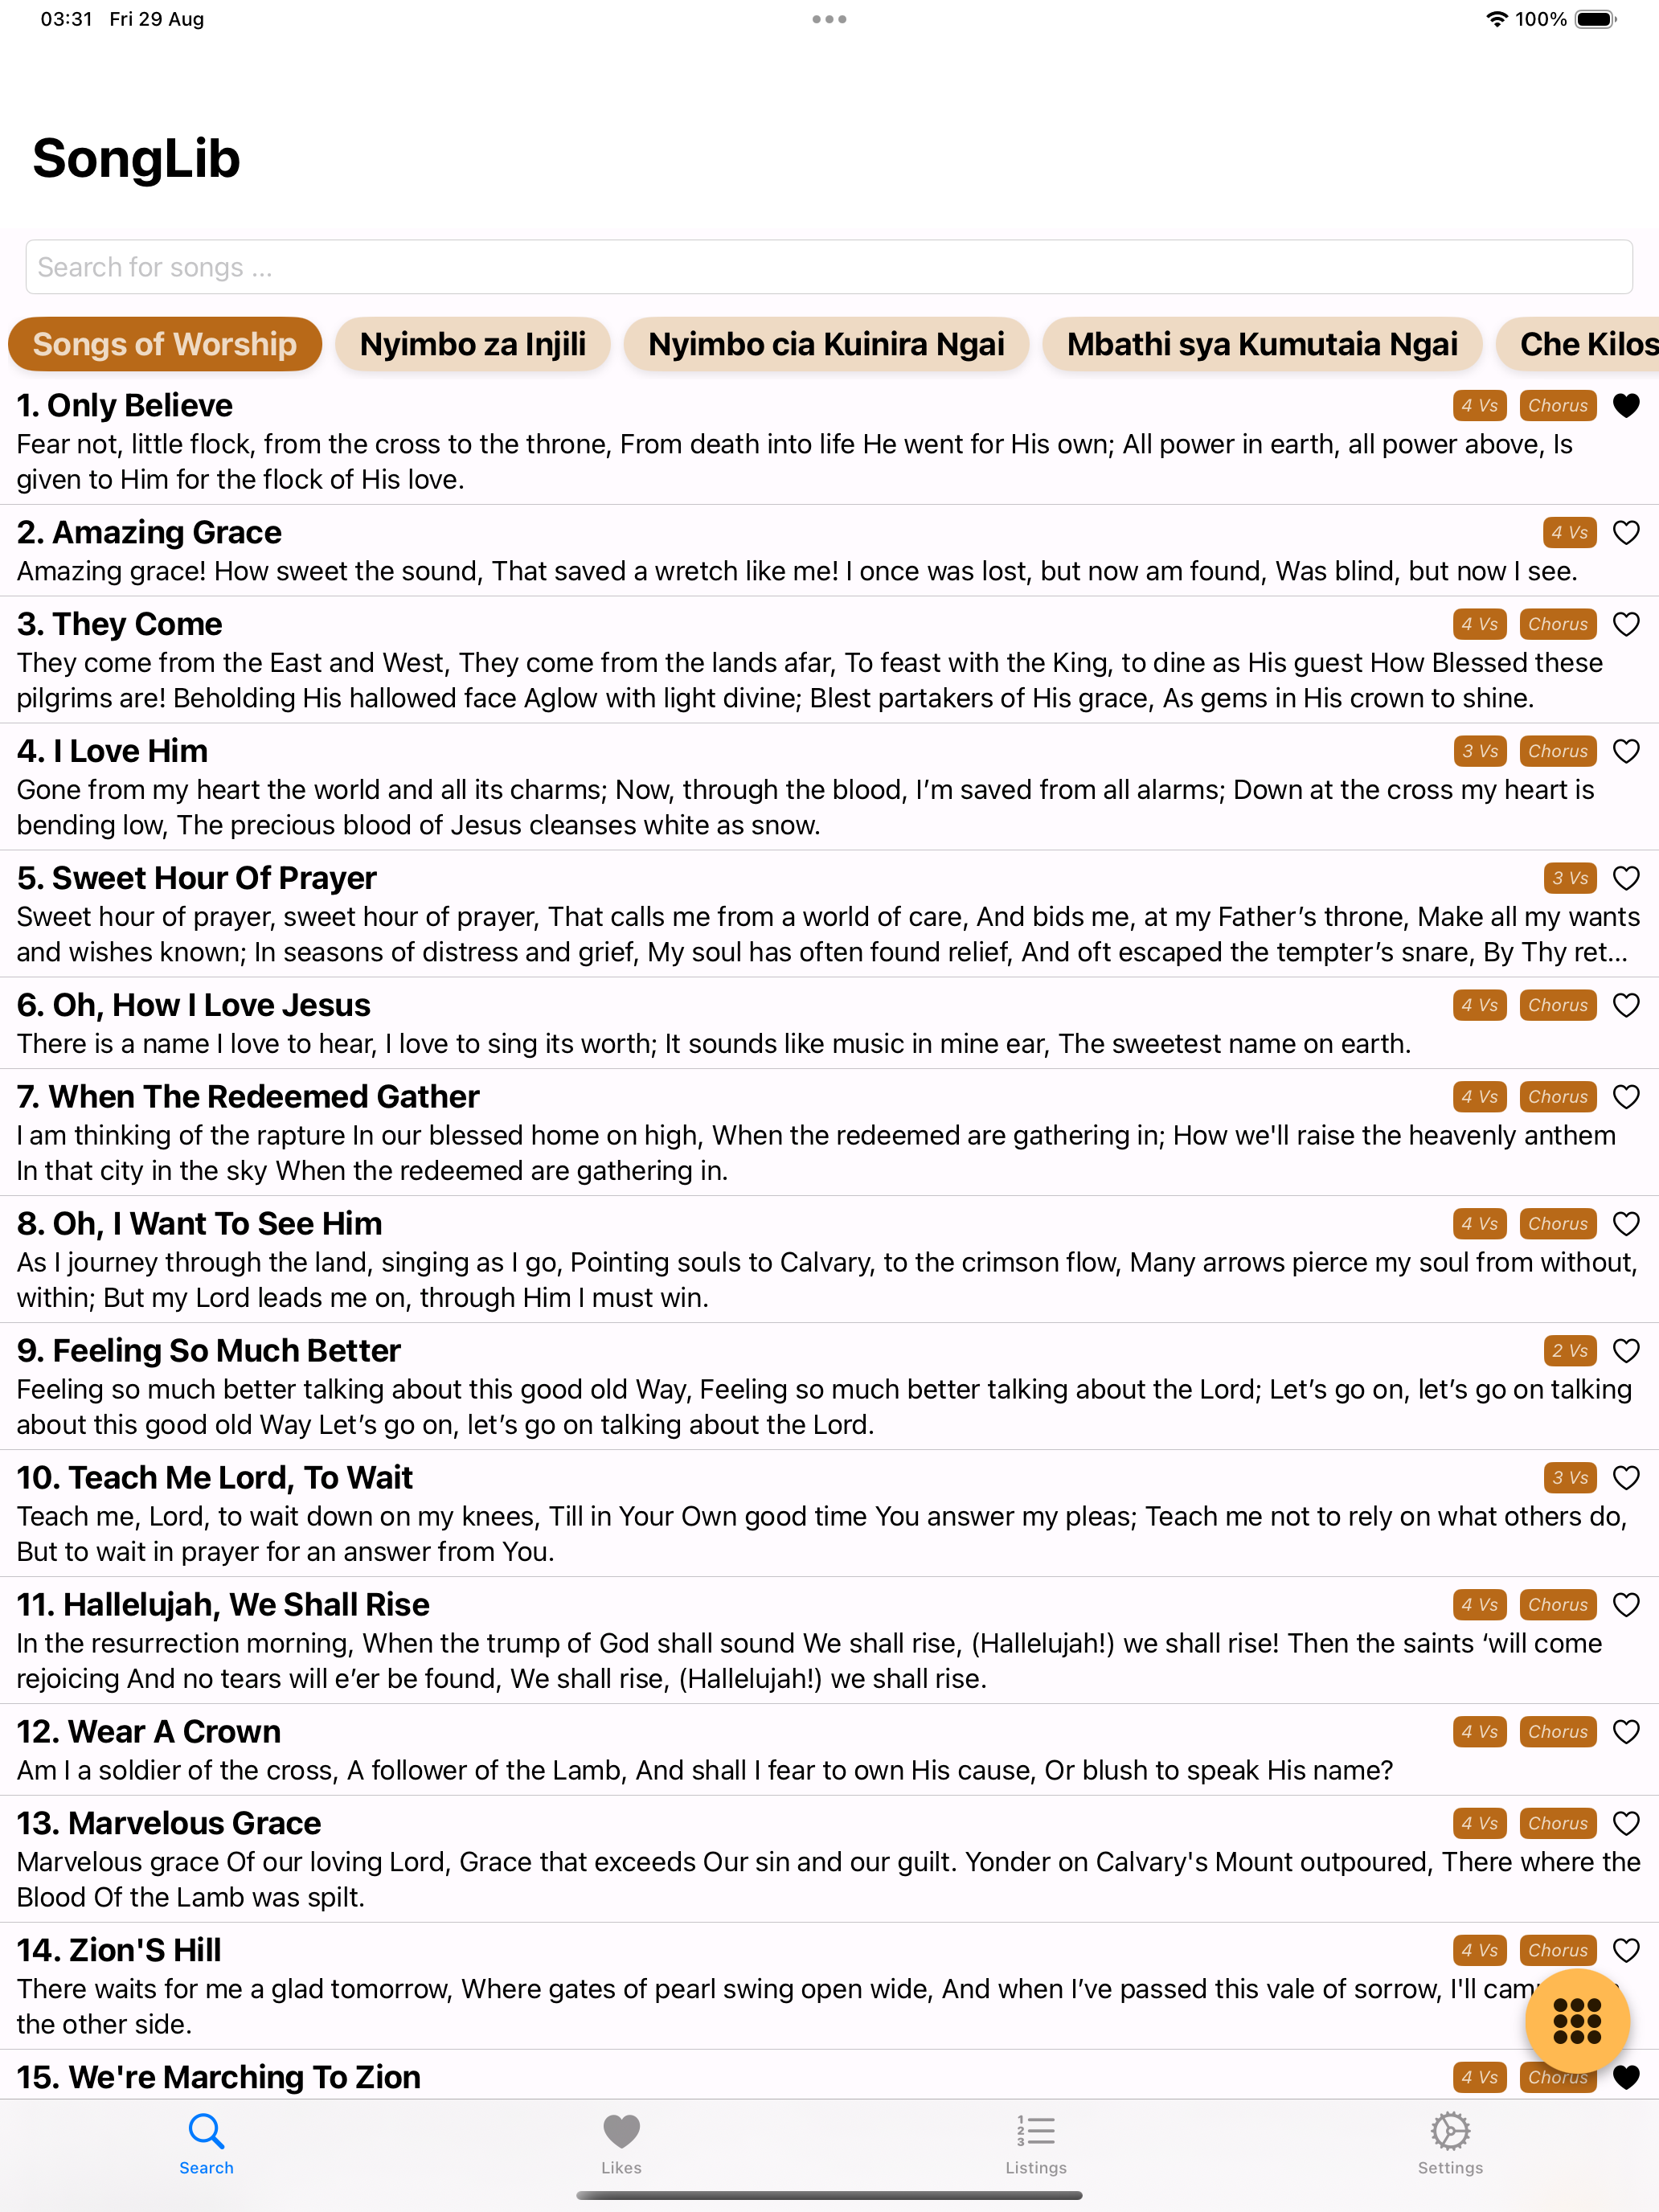 03:31 Fri 29 Aug
100%
SongLib
Search for songs ...
Songs of Worship Nyimbo za Injili Nyimbo cia Kuinira Ngai Mbathi sya Kumutaia Ngai Che Kilos
1. Only Believe 4 Vs Chorus
Fear not, little flock, from the cross to the throne, From death into life He went for His own; All power in earth, all power above, Is
given to Him for the flock of His love.
2. Amazing Grace 4 Vs
Amazing grace! How sweet the sound, That saved a wretch like me! I once was lost, but now am found, Was blind, but now I see.
3. They Come 4 Vs Chorus
They come from the East and West, They come from the lands afar, To feast with the King, to dine as His guest How Blessed these
pilgrims are! Beholding His hallowed face Aglow with light divine; Blest partakers of His grace, As gems in His crown to shine.
4. I Love Him 3 Vs Chorus
Gone from my heart the world and all its charms; Now, through the blood, I’m saved from all alarms; Down at the cross my heart is
bending low, The precious blood of Jesus cleanses white as snow.
5. Sweet Hour Of Prayer 3 Vs
Sweet hour of prayer, sweet hour of prayer, That calls me from a world of care, And bids me, at my Father’s throne, Make all my wants
and wishes known; In seasons of distress and grief, My soul has often found relief, And oft escaped the tempter’s snare, By Thy ret...
6. Oh, How I Love Jesus 4 Vs Chorus
There is a name I love to hear, I love to sing its worth; It sounds like music in mine ear, The sweetest name on earth.
7. When The Redeemed Gather 4 Vs Chorus
I am thinking of the rapture In our blessed home on high, When the redeemed are gathering in; How we'll raise the heavenly anthem
In that city in the sky When the redeemed are gathering in.
8. Oh, I Want To See Him 4 Vs Chorus
As I journey through the land, singing as I go, Pointing souls to Calvary, to the crimson flow, Many arrows pierce my soul from without,
within; But my Lord leads me on, through Him I must win.
9. Feeling So Much Better 2 Vs
Feeling so much better talking about this good old Way, Feeling so much better talking about the Lord; Let’s go on, let’s go on talking
about this good old Way Let’s go on, let’s go on talking about the Lord.
10. Teach Me Lord, To Wait 3 Vs
Teach me, Lord, to wait down on my knees, Till in Your Own good time You answer my pleas; Teach me not to rely on what others do,
But to wait in prayer for an answer from You.
11. Hallelujah, We Shall Rise 4 Vs Chorus
In the resurrection morning, When the trump of God shall sound We shall rise, (Hallelujah!) we shall rise! Then the saints ‘will come
rejoicing And no tears will e’er be found, We shall rise, (Hallelujah!) we shall rise.
12. Wear A Crown 4 Vs Chorus
Am I a soldier of the cross, A follower of the Lamb, And shall I fear to own His cause, Or blush to speak His name?
13. Marvelous Grace 4 Vs Chorus
Marvelous grace Of our loving Lord, Grace that exceeds Our sin and our guilt. Yonder on Calvary's Mount outpoured, There where the
Blood Of the Lamb was spilt.
14. Zion'S Hill 4 Vs Chorus
There waits for me a glad tomorrow, Where gates of pearl swing open wide, And when I’ve passed this vale of sorrow, I'll cam
the other side.
15. We're Marching To Zion 4 Vs Chorus
Search Likes Listings Settings